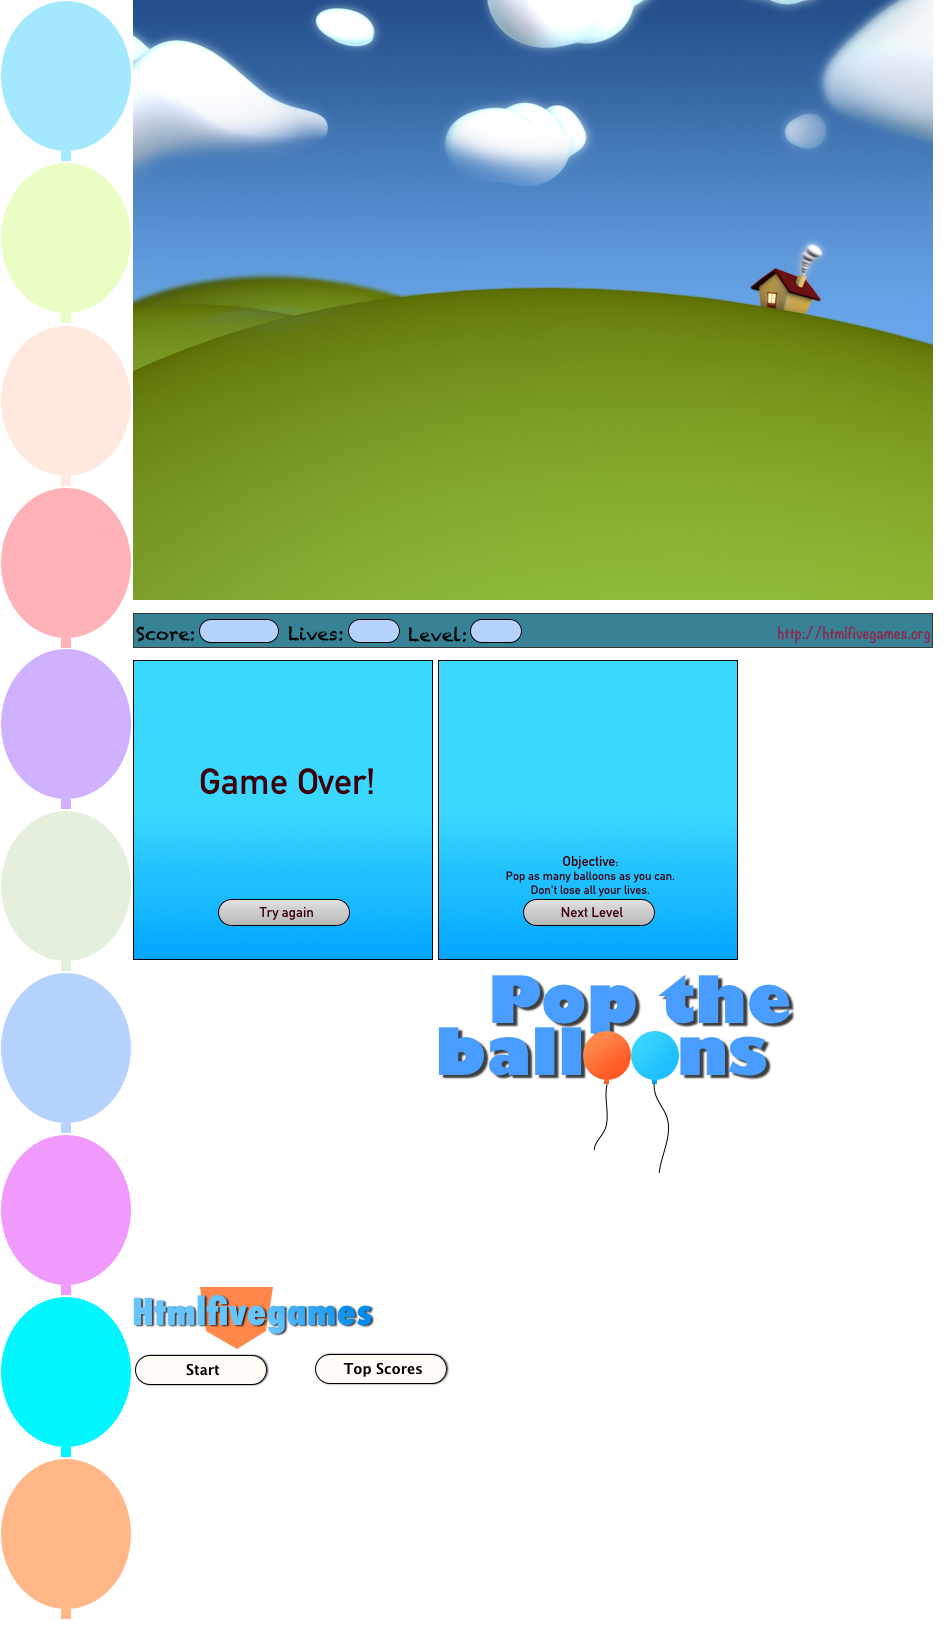 Score: Lives: Level: http://htmlfivegames.org
Game Over!
Try again
Objective:
Pop as many balloons as you can.
Don't lose all your lives.
Next Level
Pop the
balloons
Htmlfivegames
Start
Top Scores